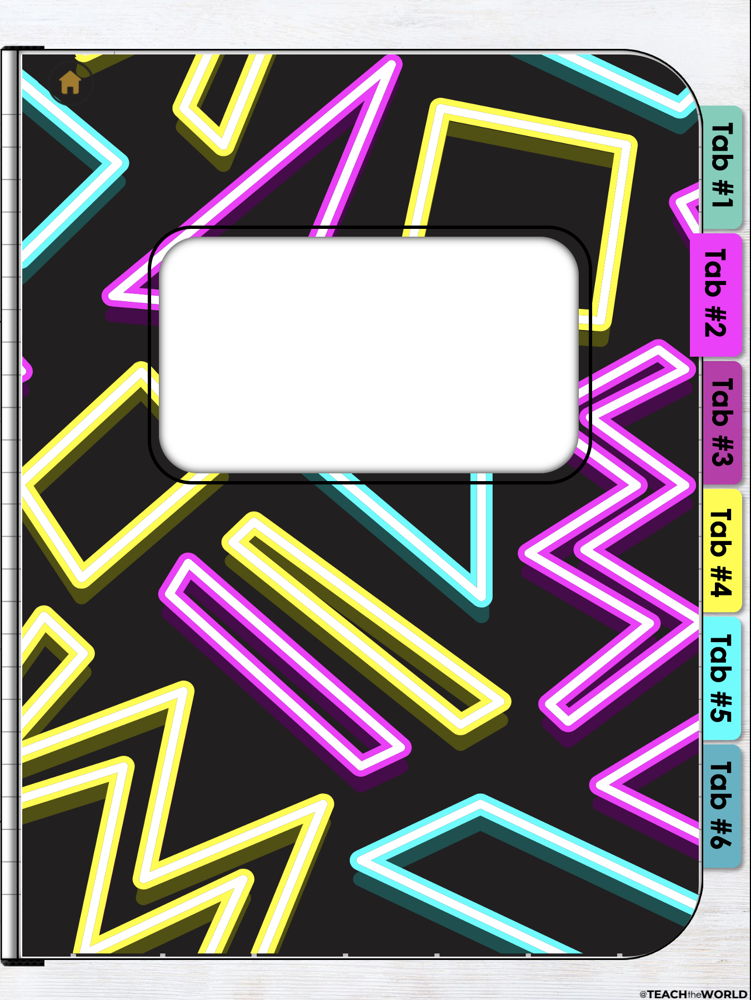 Tab #1
Tab #2
Tab #3
Tab #4
Tab #5
Tab #6
@TEACHtheWORLD